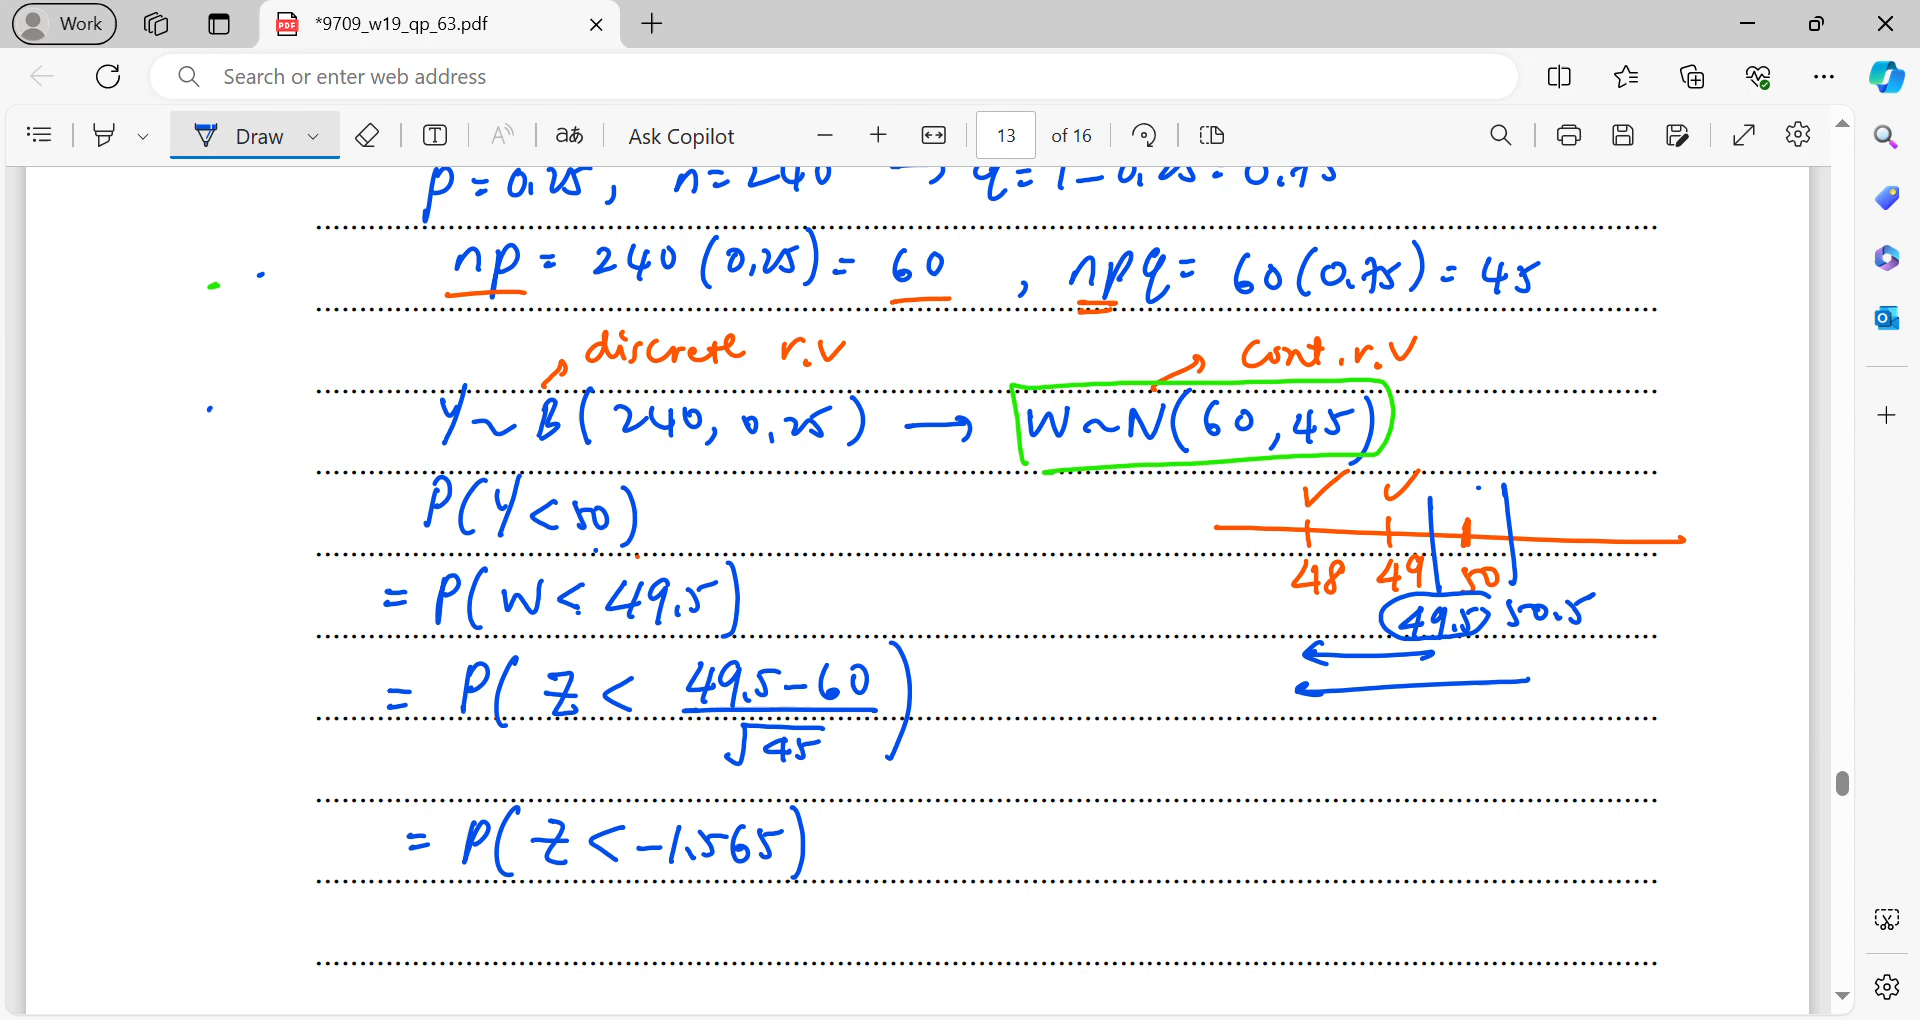 Work
*9709_w19_qp_63.pdf
Search or enter web address
Draw
aあ
Ask Copilot
13 of 16
p = 0.25, n = 240 → q = 1 - 0.25 = 0.75
np = 240 (0.25) = 60 , npq = 60 (0.75) = 45
discrete r.v cont. r.v
Y ~ B( 240, 0.25 ) → W ~ N( 60, 45 )
P(Y < 50)
48 49 50
= P( W < 49.5 )
49.5 50.5
= P( Z < 49.5 - 60 / √45 )
= P( Z < -1.565 )